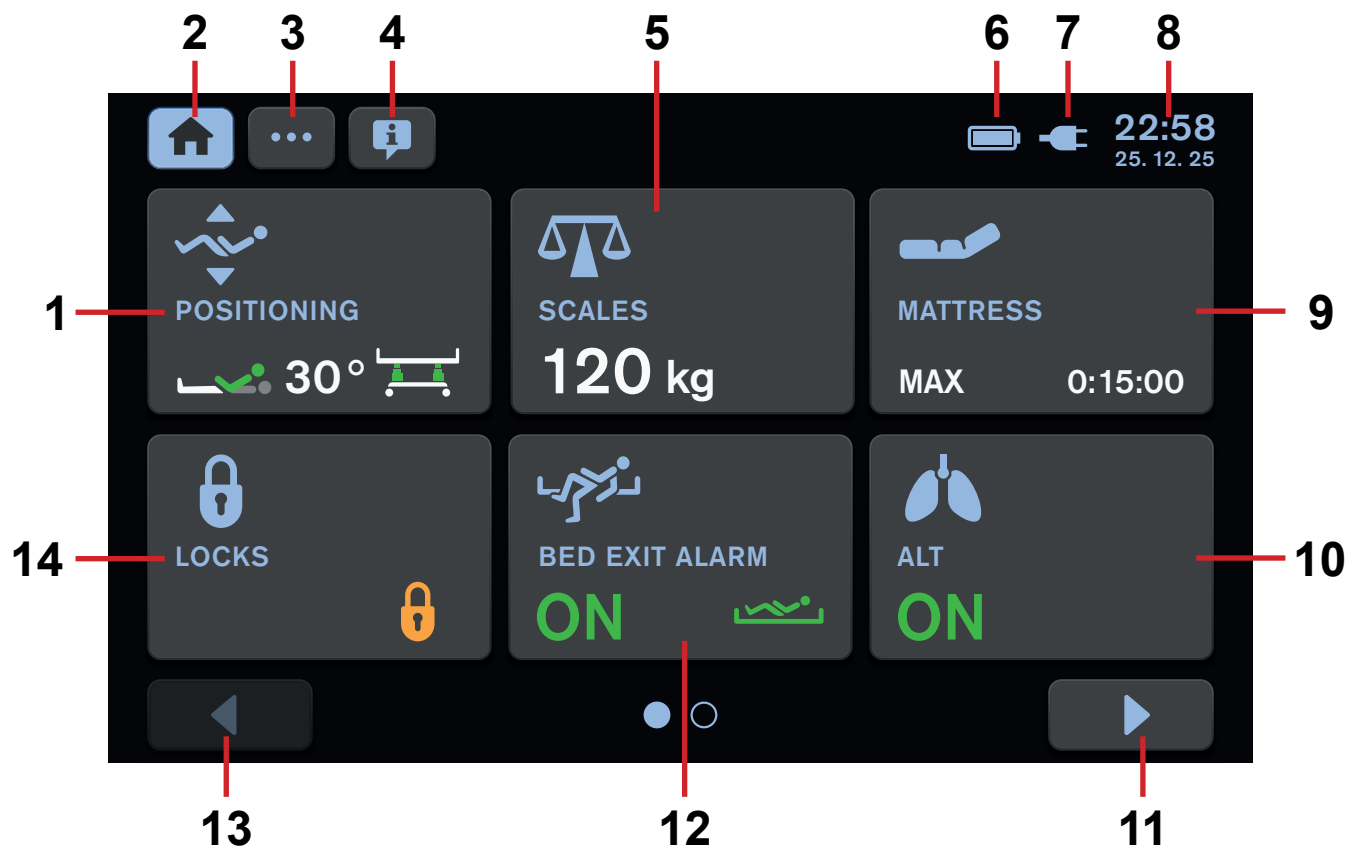 2 3 4 5 6 7 8
22:58
25. 12. 25
1 POSITIONING SCALES MATTRESS 9
30° 120 kg MAX 0:15:00
14 LOCKS BED EXIT ALARM ALT 10
ON ON
13 12 11